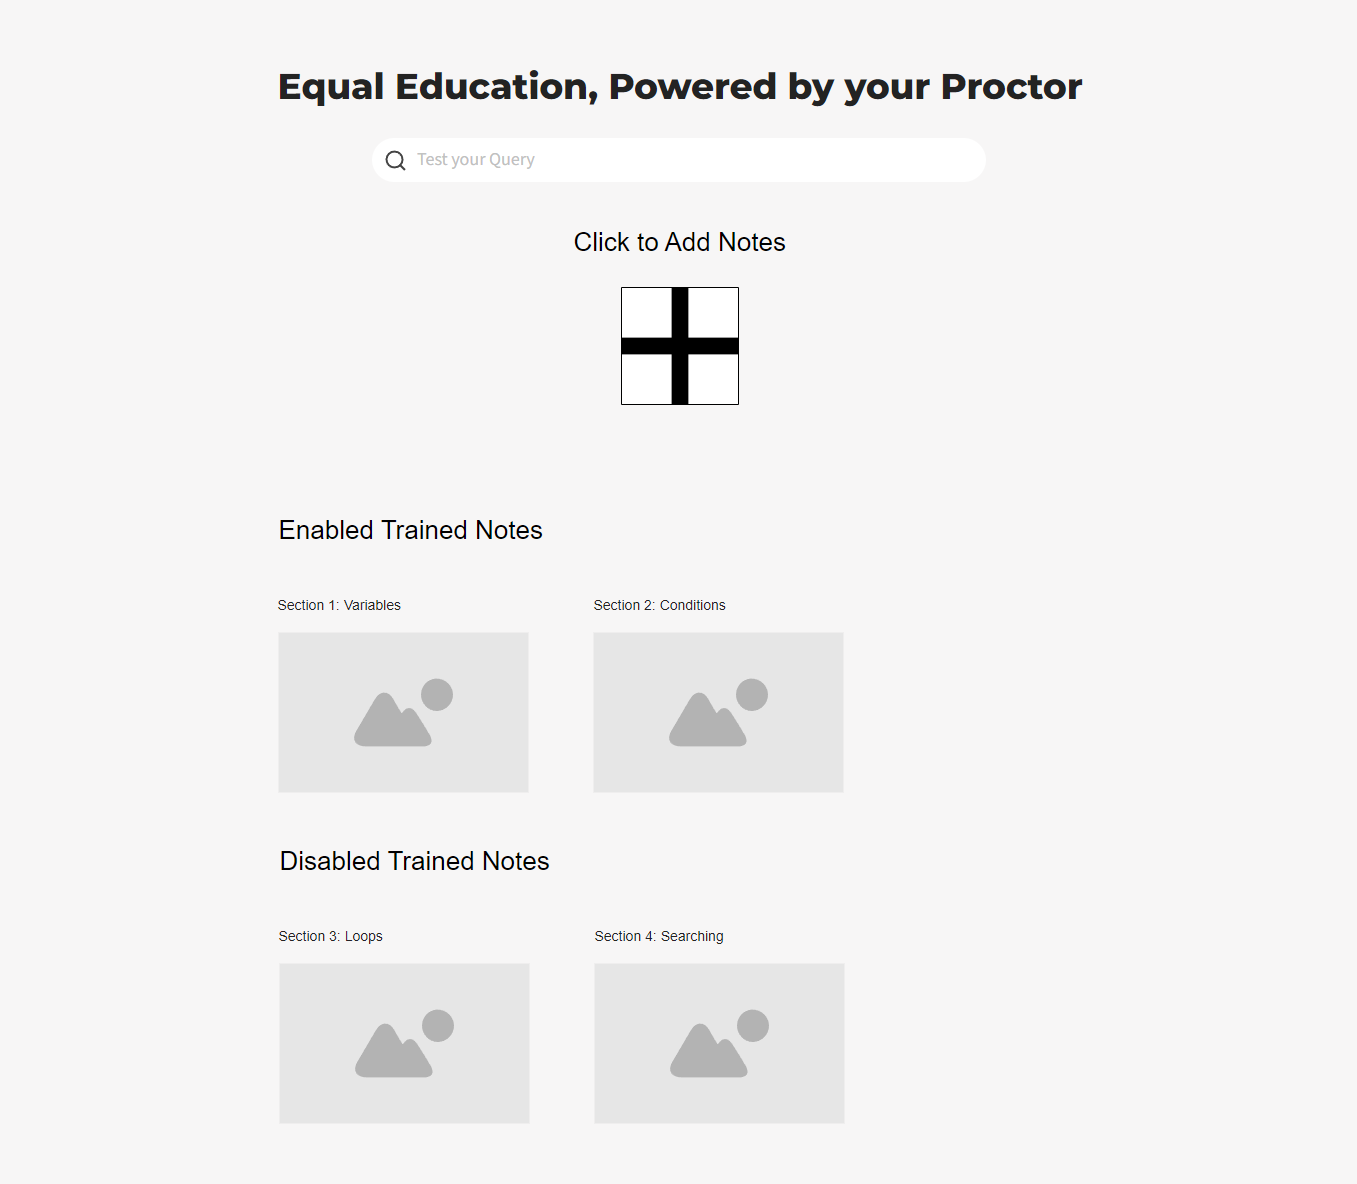 Equal Education, Powered by your Proctor
Test your Query
Click to Add Notes
Enabled Trained Notes
Section 1: Variables
Section 2: Conditions
Disabled Trained Notes
Section 3: Loops
Section 4: Searching